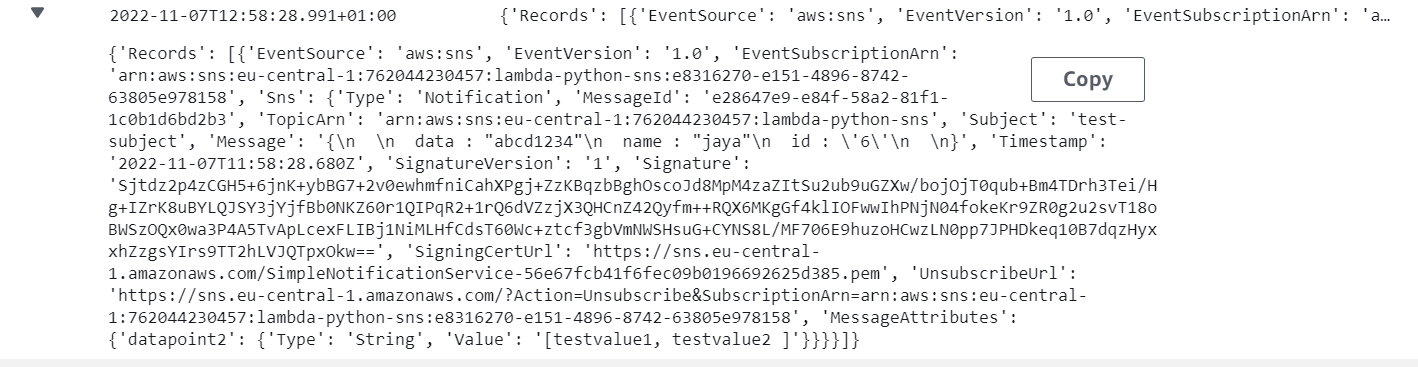 2022-11-07T12:58:28.991+01:00 {'Records': [{'EventSource': 'aws:sns', 'EventVersion': '1.0', 'EventSubscriptionArn': 'a…
{'Records': [{'EventSource': 'aws:sns', 'EventVersion': '1.0', 'EventSubscriptionArn':
'arn:aws:sns:eu-central-1:762044230457:lambda-python-sns:e8316270-e151-4896-8742-
Copy
63805e978158', 'Sns': {'Type': 'Notification', 'MessageId': 'e28647e9-e84f-58a2-81f1-
1c0b1d6bd2b3', 'TopicArn': 'arn:aws:sns:eu-central-1:762044230457:lambda-python-sns', 'Subject': 'test-
subject', 'Message': '{\n  \n  data : "abcd1234"\n  name : "jaya"\n  id : \'6\'\n  \n}', 'Timestamp':
'2022-11-07T11:58:28.680Z', 'SignatureVersion': '1', 'Signature':
'Sjtdz2p4zCGH5+6jnK+ybBG7+2v0ewhmfniCahXPgj+ZzKBqzbBghOscoJd8MpM4zaZItSu2ub9uGZXw/bojOjT0qub+Bm4TDrh3Tei/H
g+IZrK8uBYLQJSY3jYjfBb0NKZ60r1QIPqR2+1rQ6dVZzjX3QHCnZ42Qyfm++RQX6MKgGf4klIOFwwIhPNjN04fokeKr9ZR0g2u2svT18o
BWSzOQx0wa3P4A5TvApLcexFLIBj1NiMLHfCdsT60Wc+ztcf3gbVmNWSHsuG+CYNS8L/MF706E9huzoHCwzLN0pp7JPHDkeq10B7dqzHyx
xhZzgsYIrs9TT2hLVJQTpxOkw==', 'SigningCertUrl': 'https://sns.eu-central-
1.amazonaws.com/SimpleNotificationService-56e67fcb41f6fec09b0196692625d385.pem', 'UnsubscribeUrl':
'https://sns.eu-central-1.amazonaws.com/?Action=Unsubscribe&SubscriptionArn=arn:aws:sns:eu-central-
1:762044230457:lambda-python-sns:e8316270-e151-4896-8742-63805e978158', 'MessageAttributes':
{'datapoint2': {'Type': 'String', 'Value': '[testvalue1, testvalue2 ]'}}}}]}